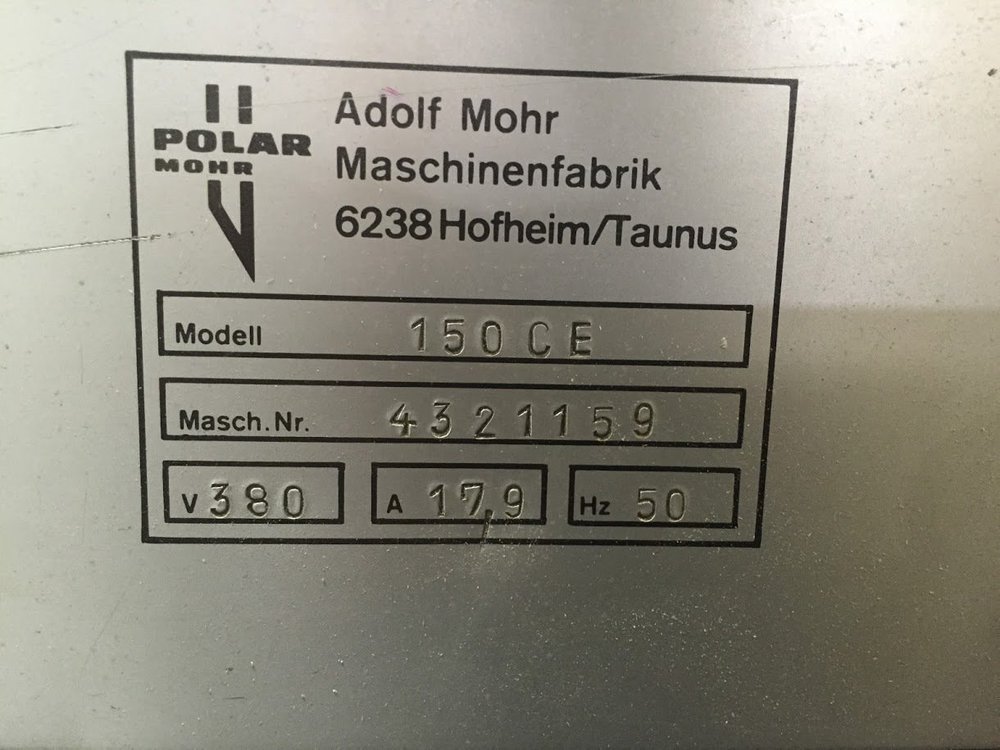 POLAR
MOHR
Adolf Mohr
Maschinenfabrik
6238 Hofheim/Taunus
Modell 150 CE
Masch.Nr. 4321159
V 380 A 17,9 Hz 50